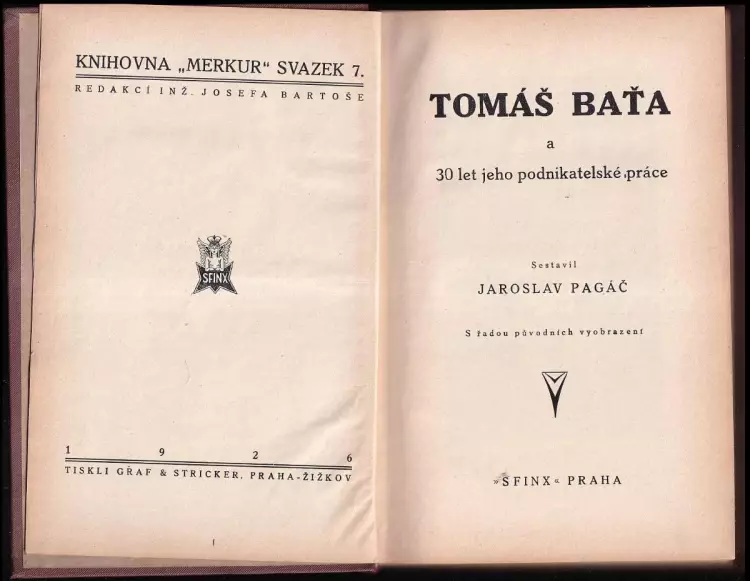 KNIHOVNA „MERKUR" SVAZEK 7.
REDAKCÍ INŽ. JOSEFA BARTOŠE
SFINX
1 9 2 6
TISKLI GRAF & STRICKER, PRAHA-ŽIŽKOV
1
TOMÁŠ BAŤA
a
30 let jeho podnikatelské práce
Sestavil
JAROSLAV PAGÁČ
S řadou původních vyobrazení
»SFINX« PRAHA